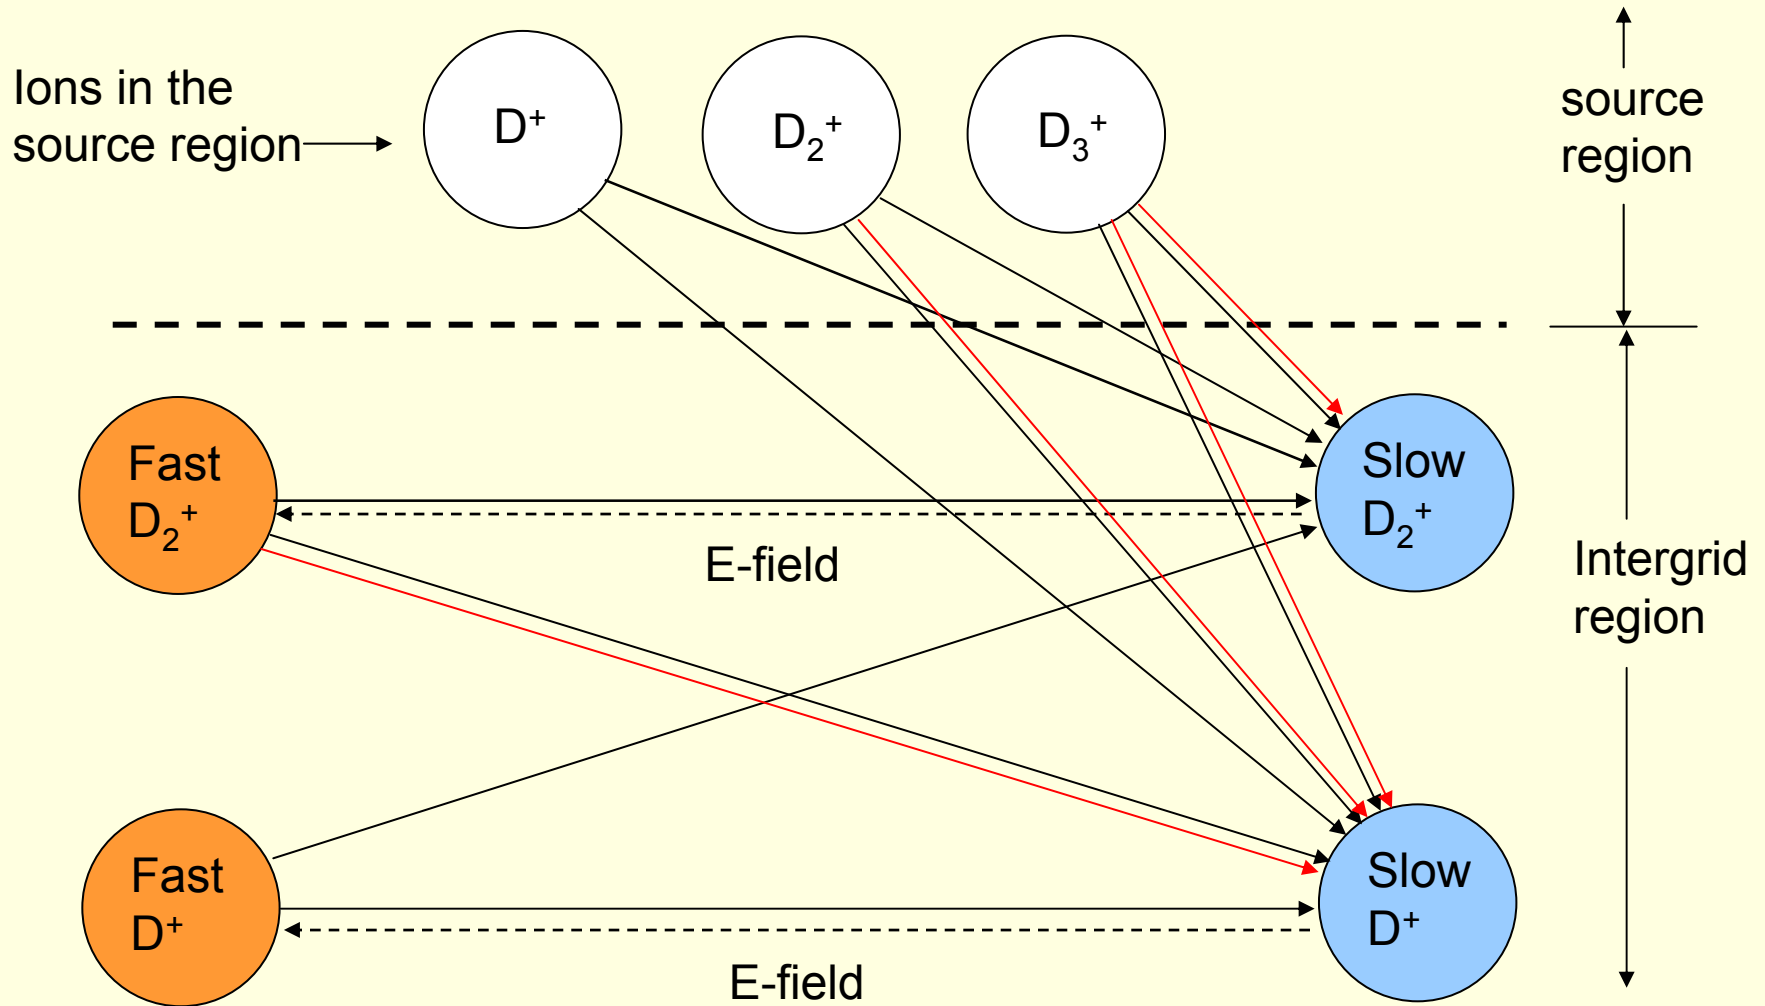 Ions in the
source region
D⁺
D₂⁺
D₃⁺
source
region
Fast
D₂⁺
Slow
D₂⁺
E-field
Intergrid
region
Fast
D⁺
Slow
D⁺
E-field